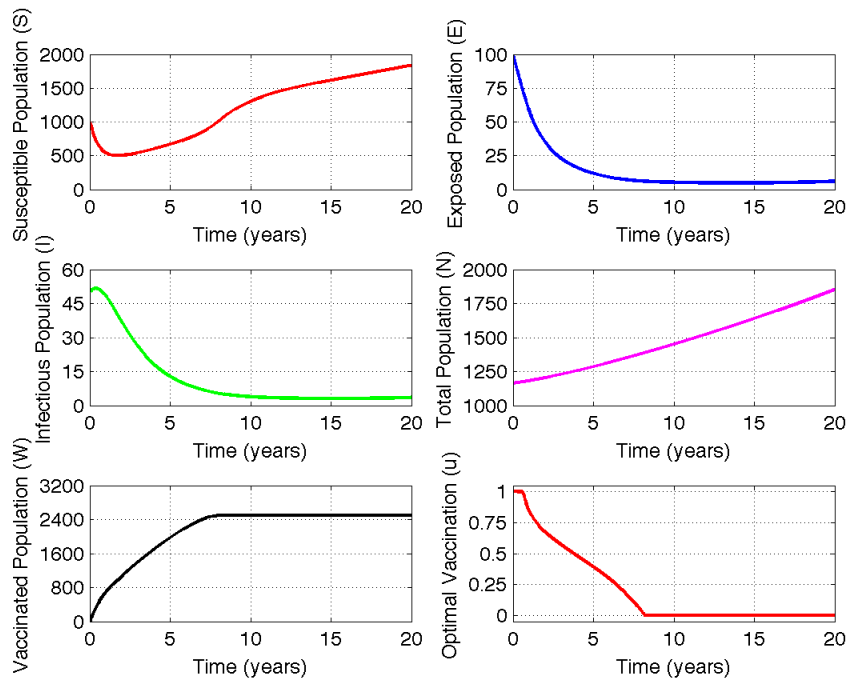 Susceptible Population (S)
2000
1500
1000
500
0
0 5 10 15 20
Time (years)
Exposed Population (E)
100
75
50
25
0
0 5 10 15 20
Time (years)
Infectious Population (I)
60
45
30
15
0
0 5 10 15 20
Time (years)
Total Population (N)
2000
1750
1500
1250
1000
0 5 10 15 20
Time (years)
Vaccinated Population (W)
3200
2400
1600
800
0
0 5 10 15 20
Time (years)
Optimal Vaccination (u)
1
0.75
0.5
0.25
0
0 5 10 15 20
Time (years)